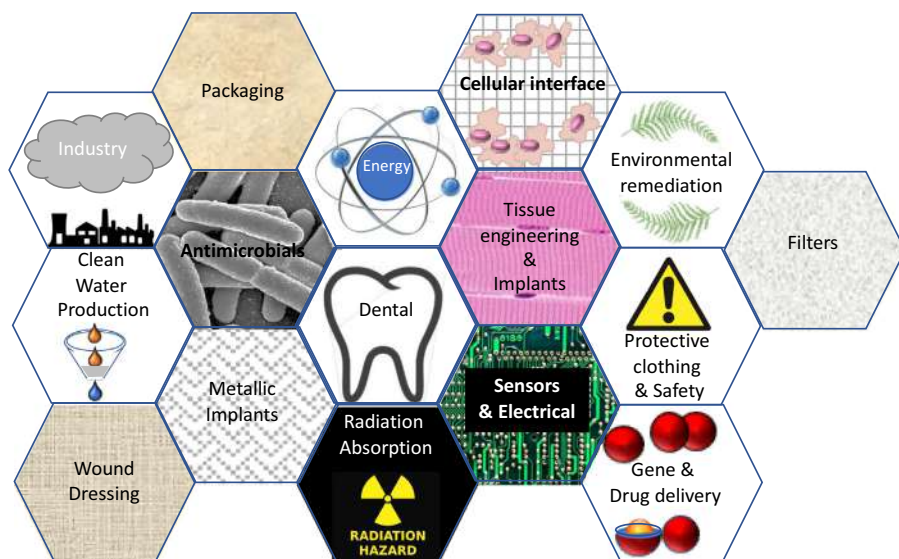 Packaging
Cellular interface
Industry
Energy
Environmental
remediation
Antimicrobials
Tissue
engineering
&
Implants
Filters
Clean
Water
Production
Dental
Protective
clothing
& Safety
Metallic
Implants
Sensors
& Electrical
6186
Radiation
Absorption
RADIATION
HAZARD
Wound
Dressing
Gene &
Drug delivery